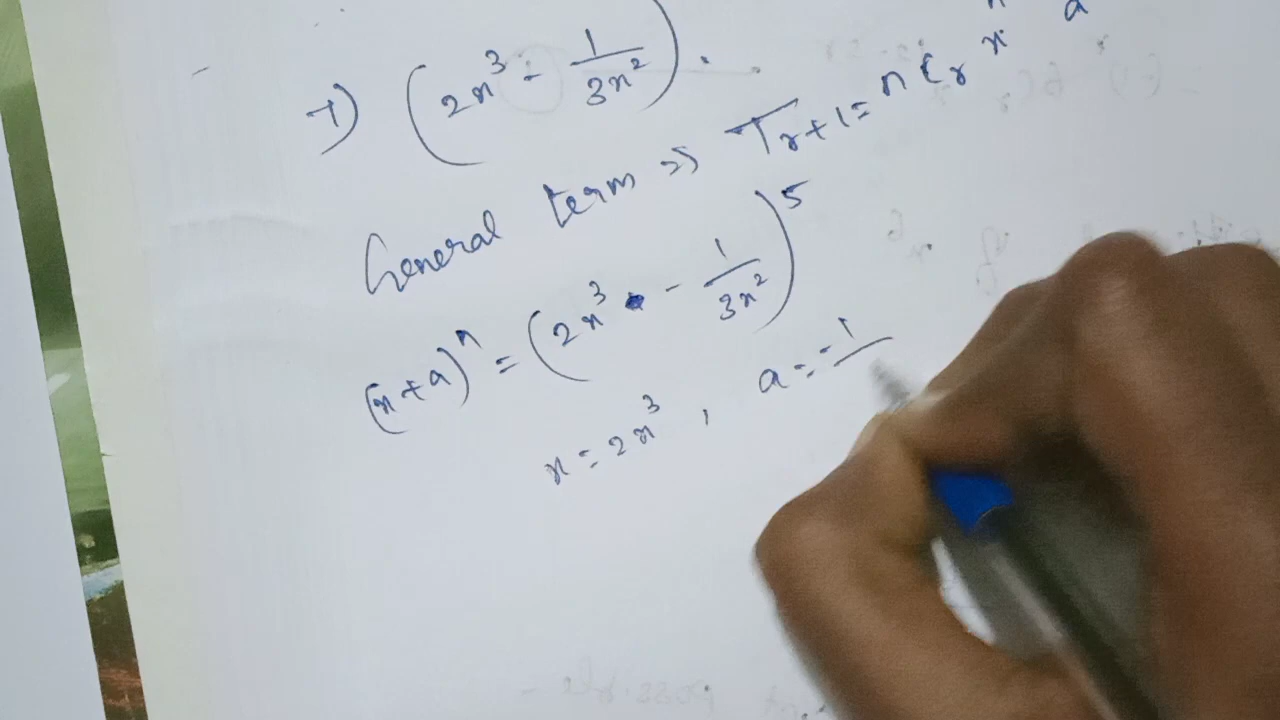 7) (2x³ - 1/3x²).
General term ⇒ Tr+1 = nCr x a
(x+a)ⁿ = (2x³ - 1/3x²)⁵
x = 2x³, a = -1/